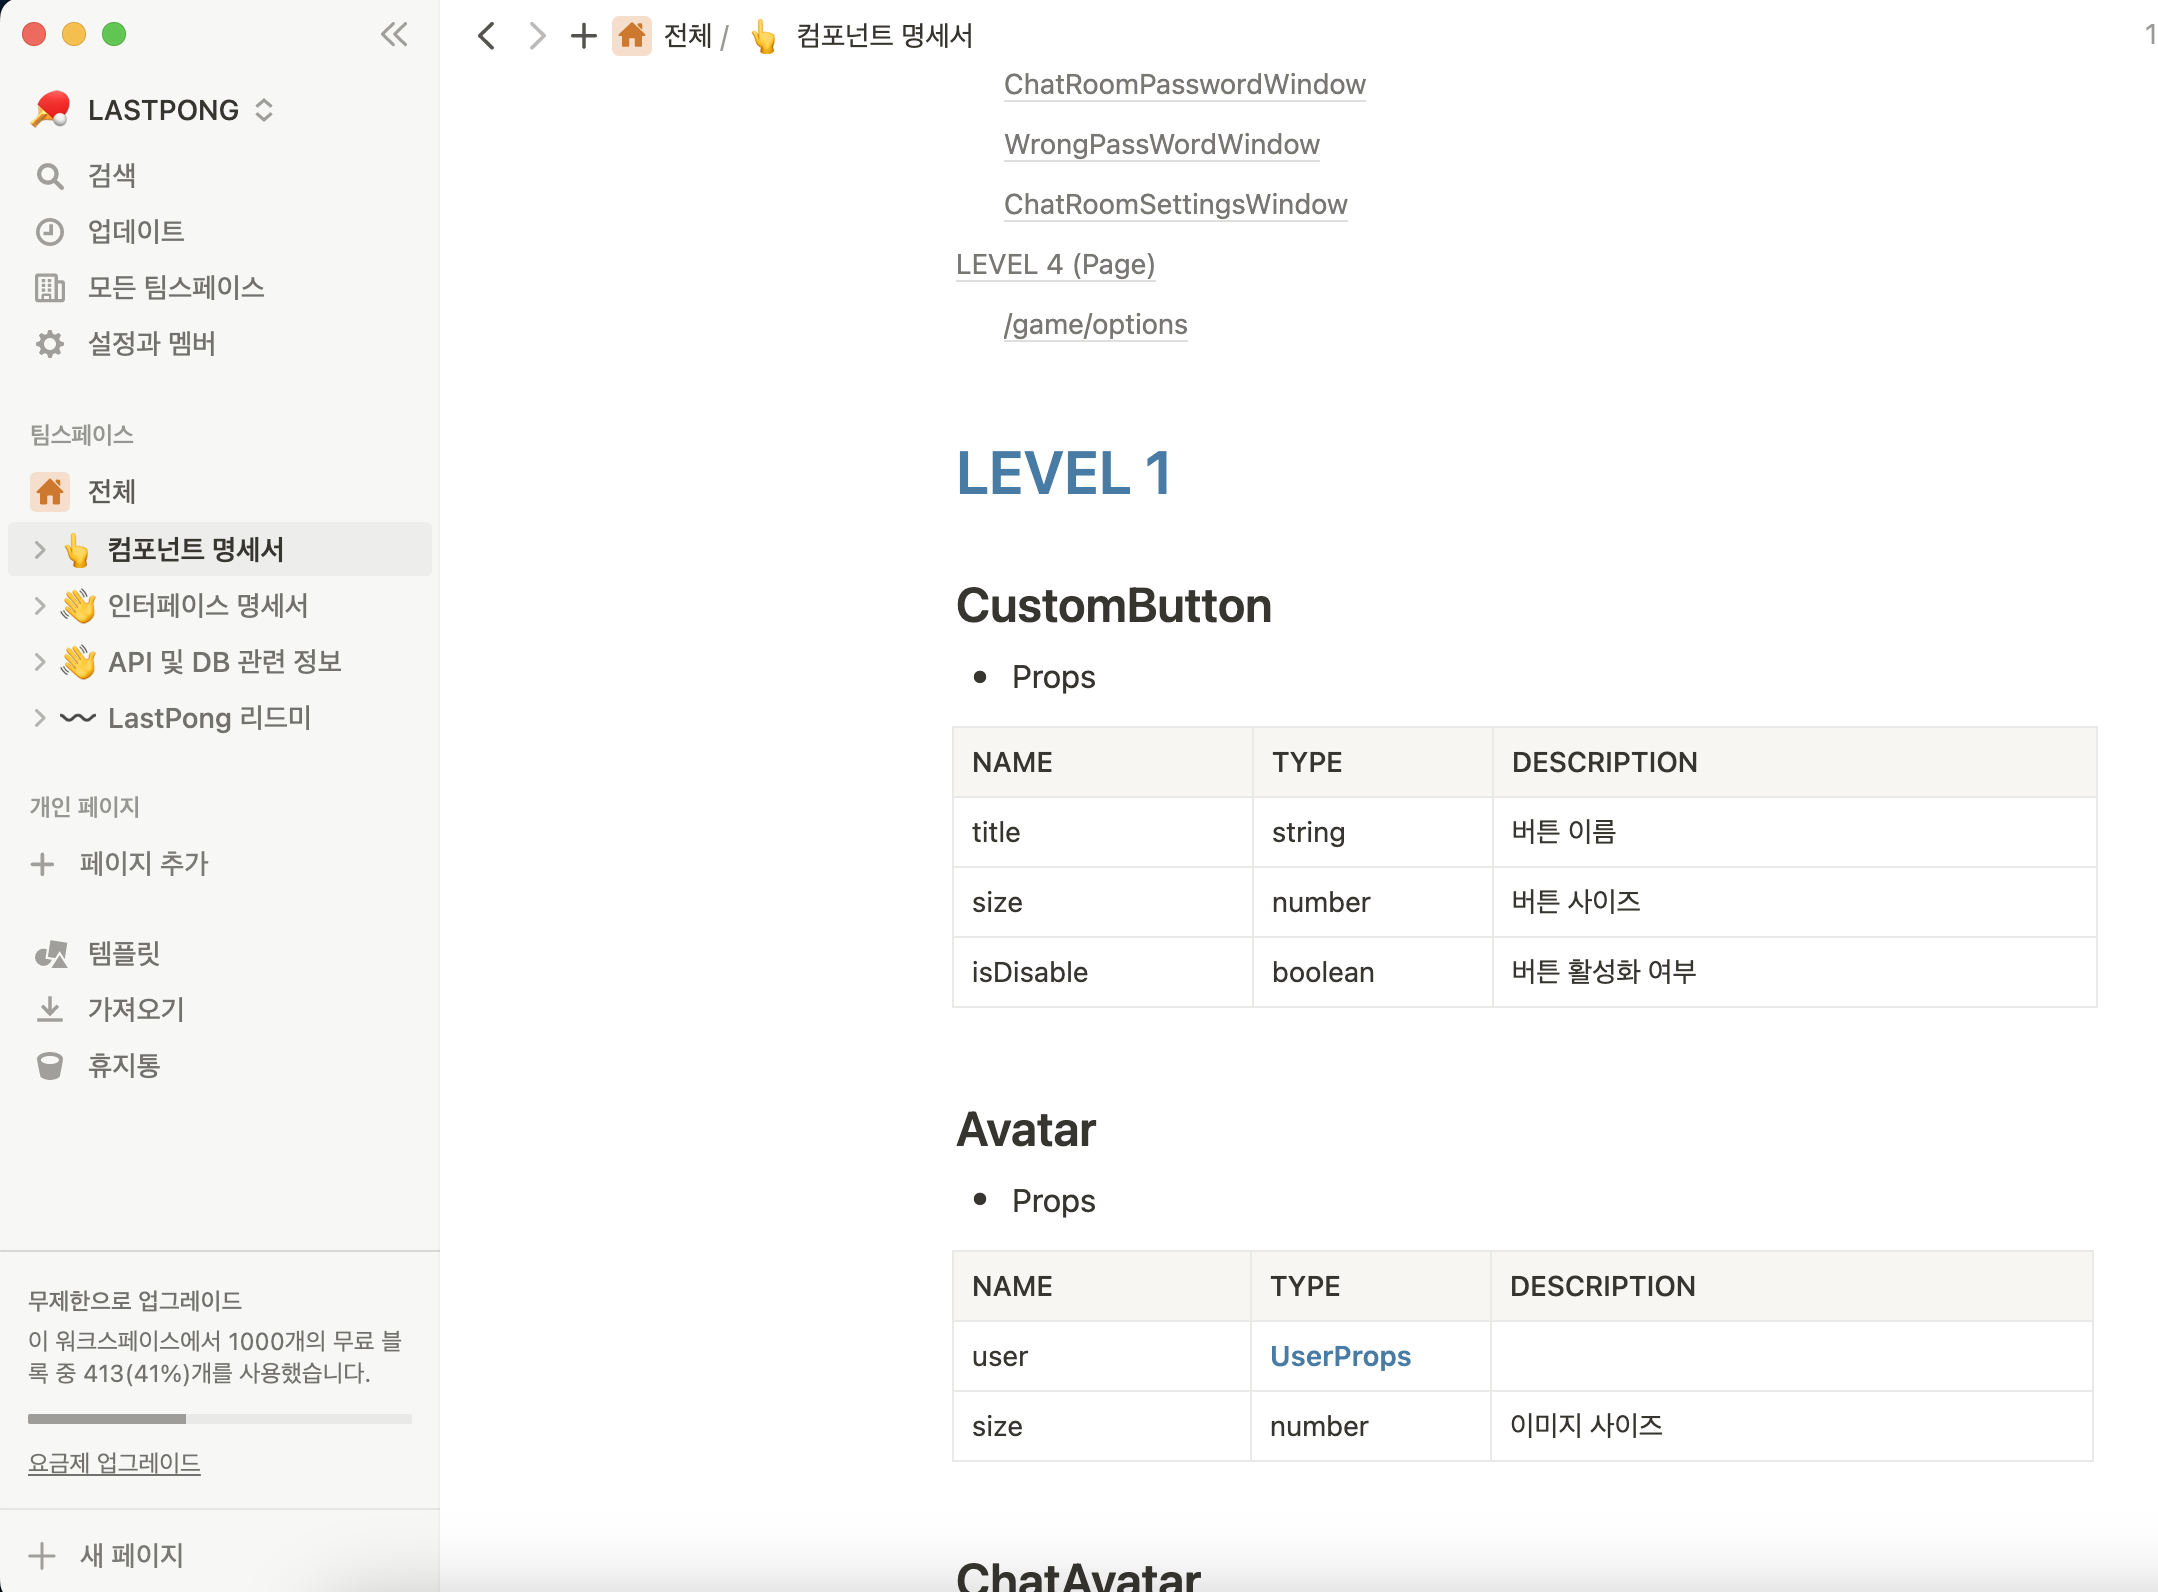 LASTPONG
검색
업데이트
모든 팀스페이스
설정과 멤버
팀스페이스
전체
컴포넌트 명세서
인터페이스 명세서
API 및 DB 관련 정보
LastPong 리드미
개인 페이지
페이지 추가
템플릿
가져오기
휴지통
무제한으로 업그레이드
이 워크스페이스에서 1000개의 무료 블
록 중 413(41%)개를 사용했습니다.
요금제 업그레이드
새 페이지
전체 / 컴포넌트 명세서
1
ChatRoomPasswordWindow
WrongPassWordWindow
ChatRoomSettingsWindow
LEVEL 4 (Page)
/game/options
LEVEL 1
CustomButton
• Props
NAME TYPE DESCRIPTION
title string 버튼 이름
size number 버튼 사이즈
isDisable boolean 버튼 활성화 여부
Avatar
• Props
NAME TYPE DESCRIPTION
user UserProps
size number 이미지 사이즈
ChatAvatar